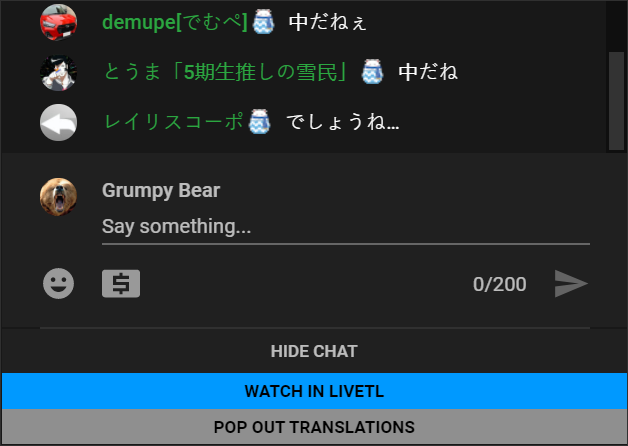 demupe[でむぺ] 中だねぇ
とうま「5期生推しの雪民」 中だね
レイリスコーポ でしょうね...
Grumpy Bear
Say something...
0/200
HIDE CHAT
WATCH IN LIVETL
POP OUT TRANSLATIONS